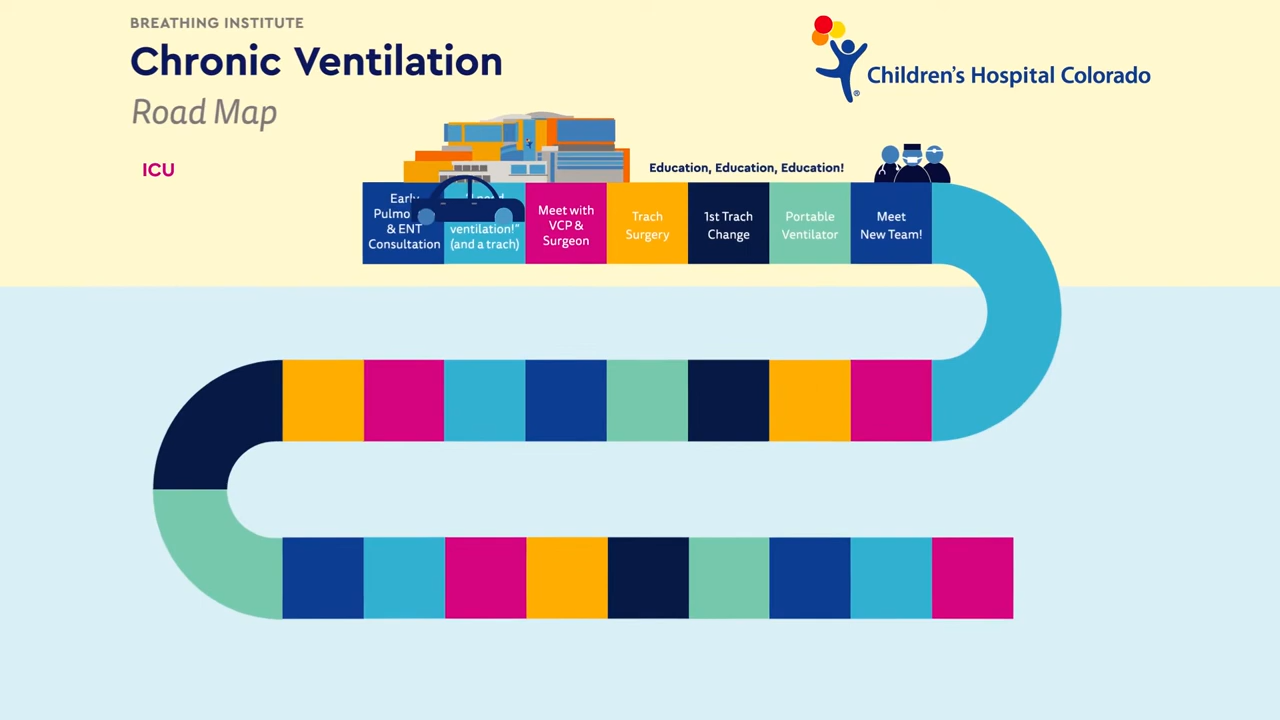 BREATHING INSTITUTE
Chronic Ventilation
Road Map
Children's Hospital Colorado
®
ICU
Education, Education, Education!
Early
& ENT
Consultation
ventilation!"
(and a trach)
Meet with
VCP &
Surgeon
Trach
Surgery
1st Trach
Change
Portable
Ventilator
Meet
New Team!